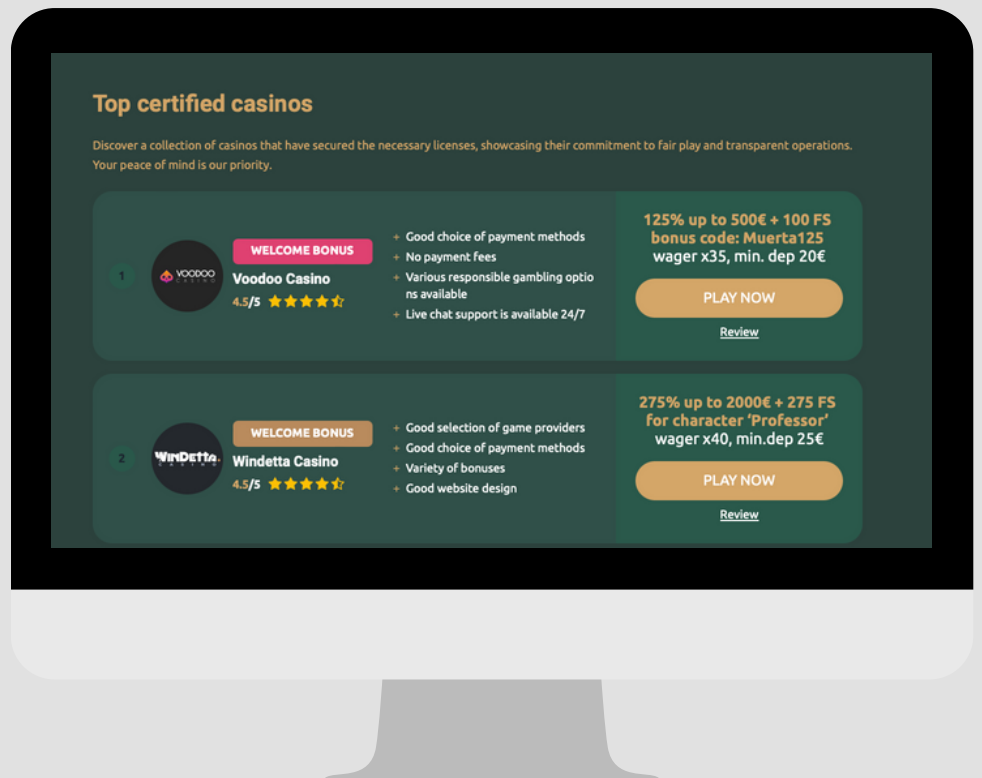 Top certified casinos
Discover a collection of casinos that have secured the necessary licenses, showcasing their commitment to fair play and transparent operations.
Your peace of mind is our priority.
1
VOODOO
CASINO
WELCOME BONUS
Voodoo Casino
4.5/5
+ Good choice of payment methods
+ No payment fees
+ Various responsible gambling optio
ns available
+ Live chat support is available 24/7
125% up to 500€ + 100 FS
bonus code: Muerta125
wager x35, min. dep 20€
PLAY NOW
Review
2
WINDETTA.
CASINO
WELCOME BONUS
Windetta Casino
4.5/5
+ Good selection of game providers
+ Good choice of payment methods
+ Variety of bonuses
+ Good website design
275% up to 2000€ + 275 FS
for character ‘Professor’
wager x40, min.dep 25€
PLAY NOW
Review